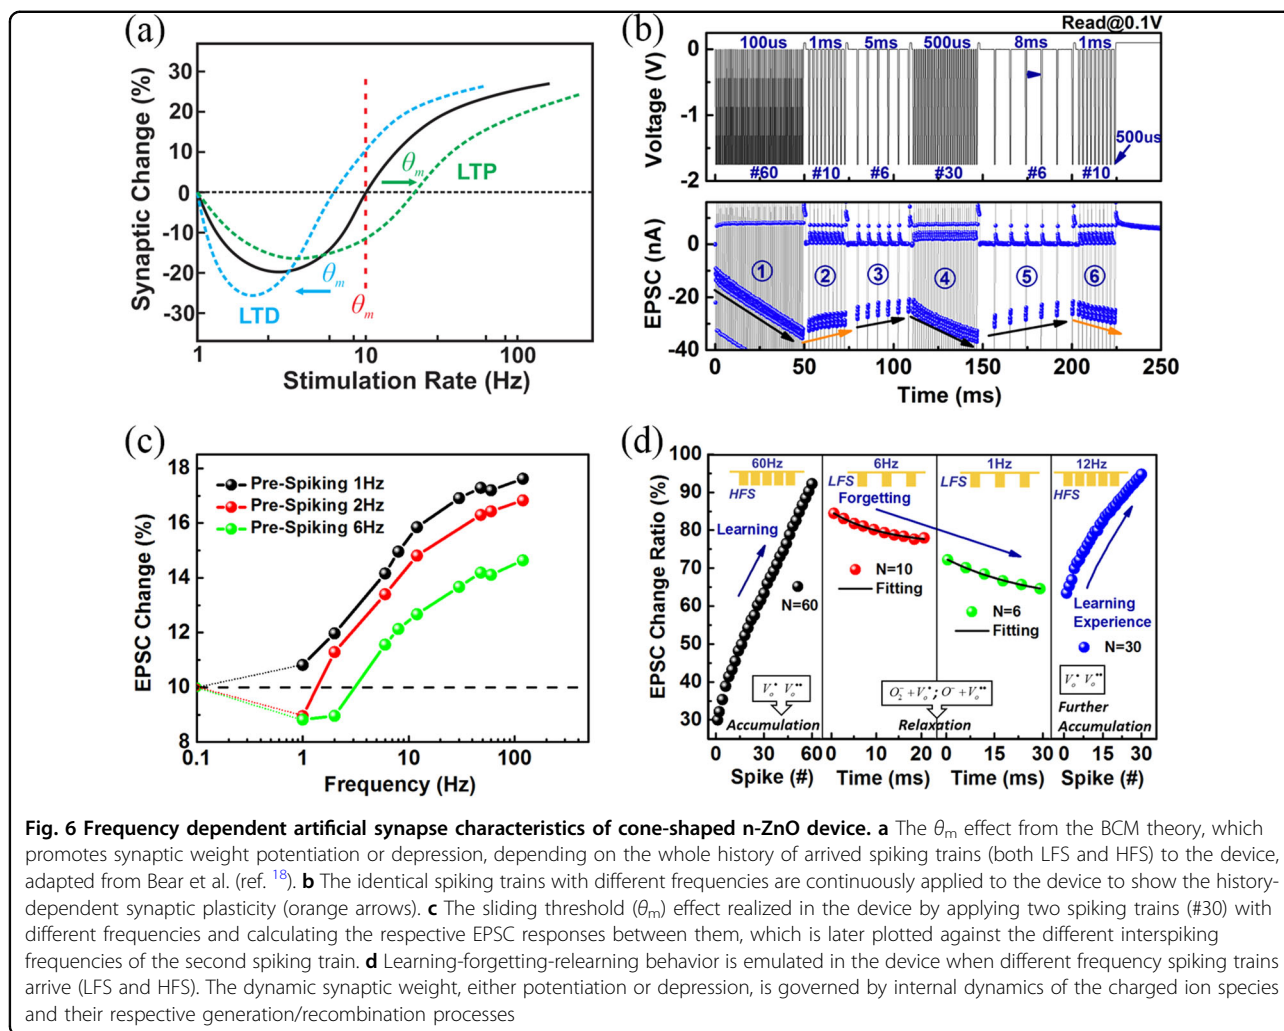 (a)
Synaptic Change (%)
30
20
10
0
-10
-20
-30
θm
LTP
θm
LTD
θm
1
10
100
Stimulation Rate (Hz)
(b)
Read@0.1V
100us 1ms 5ms 500us 8ms 1ms
Voltage (V)
0
-1
-2
500us
#60 #10 #6 #30 #6 #10
EPSC (nA)
0
-20
-40
① ② ③ ④ ⑤ ⑥
0 50 100 150 200 250
Time (ms)
(c)
EPSC Change (%)
18
16
14
12
10
8
Pre-Spiking 1Hz
Pre-Spiking 2Hz
Pre-Spiking 6Hz
0.1 1 10 100
Frequency (Hz)
(d)
EPSC Change Ratio (%)
100
90
80
70
60
50
40
30
60Hz
HFS
Learning
N=60
Vo• Vo••
Accumulation
0 30 60
Spike (#)
6Hz
LFS
Forgetting
N=10
Fitting
O2- + Vo•; O- + Vo••
Relaxation
0 10 20
Time (ms)
1Hz
LFS
N=6
Fitting
0 15 30
Time (ms)
12Hz
HFS
Learning
Experience
N=30
Vo• Vo••
Further
Accumulation
0 15 30
Spike (#)
Fig. 6 Frequency dependent artificial synapse characteristics of cone-shaped n-ZnO device. a The θm effect from the BCM theory, which
promotes synaptic weight potentiation or depression, depending on the whole history of arrived spiking trains (both LFS and HFS) to the device,
adapted from Bear et al. (ref. 18). b The identical spiking trains with different frequencies are continuously applied to the device to show the history-
dependent synaptic plasticity (orange arrows). c The sliding threshold (θm) effect realized in the device by applying two spiking trains (#30) with
different frequencies and calculating the respective EPSC responses between them, which is later plotted against the different interspiking
frequencies of the second spiking train. d Learning-forgetting-relearning behavior is emulated in the device when different frequency spiking trains
arrive (LFS and HFS). The dynamic synaptic weight, either potentiation or depression, is governed by internal dynamics of the charged ion species
and their respective generation/recombination processes